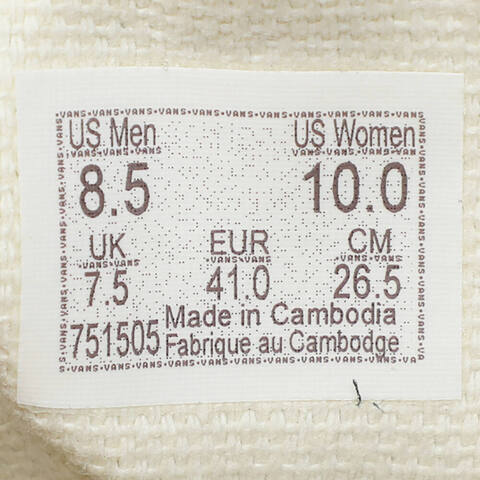 US Men US Women
8.5 10.0
UK EUR CM
7.5 41.0 26.5
751505 Made in Cambodia
Fabrique au Cambodge